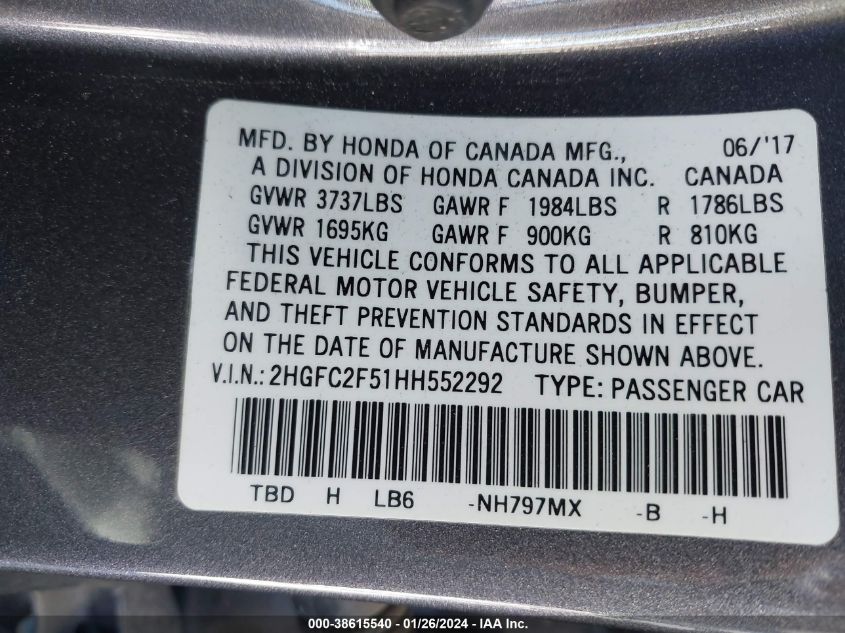 MFD. BY HONDA OF CANADA MFG., 06/'17
A DIVISION OF HONDA CANADA INC. CANADA
GVWR 3737LBS GAWR F 1984LBS R 1786LBS
GVWR 1695KG GAWR F 900KG R 810KG
THIS VEHICLE CONFORMS TO ALL APPLICABLE
FEDERAL MOTOR VEHICLE SAFETY, BUMPER,
AND THEFT PREVENTION STANDARDS IN EFFECT
ON THE DATE OF MANUFACTURE SHOWN ABOVE.
V.I.N.: 2HGFC2F51HH552292 TYPE: PASSENGER CAR
TBD H LB6 -NH797MX -B -H
000-38615540 - 01/26/2024 - IAA Inc.